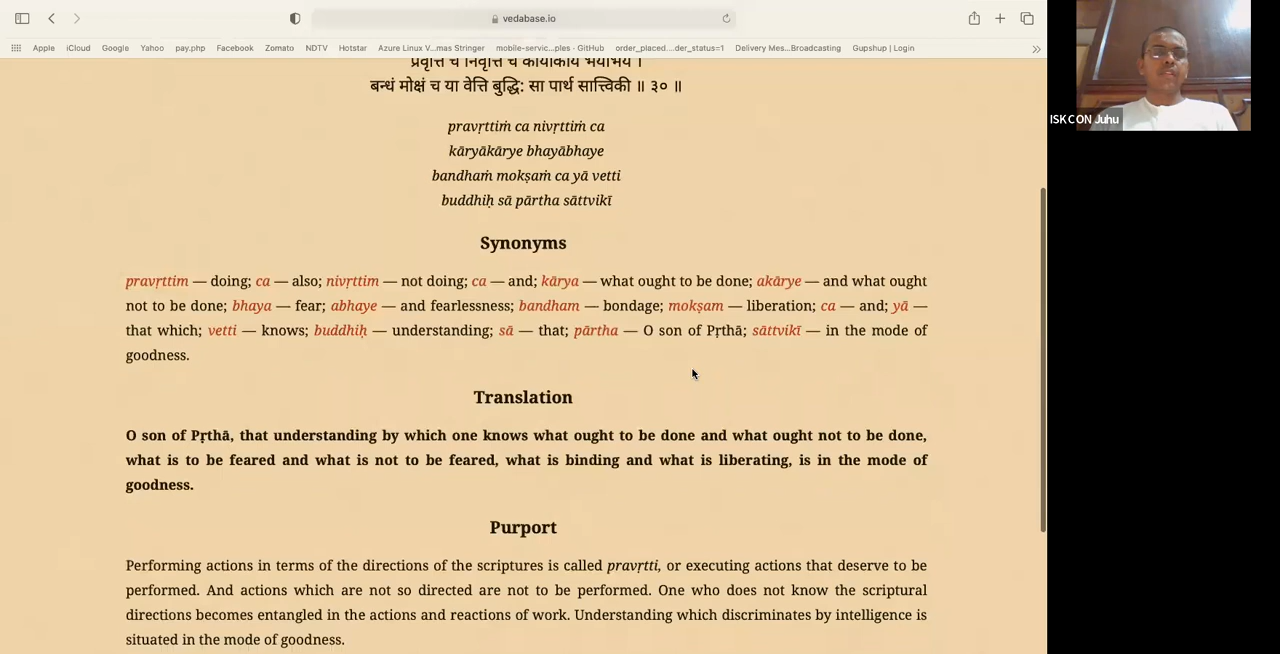 vedabase.io
Apple iCloud Google Yahoo pay.php Facebook Zomato NDTV Hotstar Azure Linux V...mas Stringer mobile-servic...ples · GitHub order_placed....der_status=1 Delivery Mes...Broadcasting Gupshup | Login
ISKCON Juhu
प्रवृत्तिं च निवृत्तिं च कार्याकार्ये भयाभये ।
बन्धं मोक्षं च या वेत्ति बुद्धि: सा पार्थ सात्त्विकी ॥ ३० ॥
pravṛttiṁ ca nivṛttiṁ ca
kāryākārye bhayābhaye
bandhaṁ mokṣaṁ ca yā vetti
buddhiḥ sā pārtha sāttvikī
Synonyms
pravṛttim — doing; ca — also; nivṛttim — not doing; ca — and; kārya — what ought to be done; akārye — and what ought
not to be done; bhaya — fear; abhaye — and fearlessness; bandham — bondage; mokṣam — liberation; ca — and; yā —
that which; vetti — knows; buddhiḥ — understanding; sā — that; pārtha — O son of Pṛthā; sāttvikī — in the mode of
goodness.
Translation
O son of Pṛthā, that understanding by which one knows what ought to be done and what ought not to be done,
what is to be feared and what is not to be feared, what is binding and what is liberating, is in the mode of
goodness.
Purport
Performing actions in terms of the directions of the scriptures is called pravṛtti, or executing actions that deserve to be
performed. And actions which are not so directed are not to be performed. One who does not know the scriptural
directions becomes entangled in the actions and reactions of work. Understanding which discriminates by intelligence is
situated in the mode of goodness.